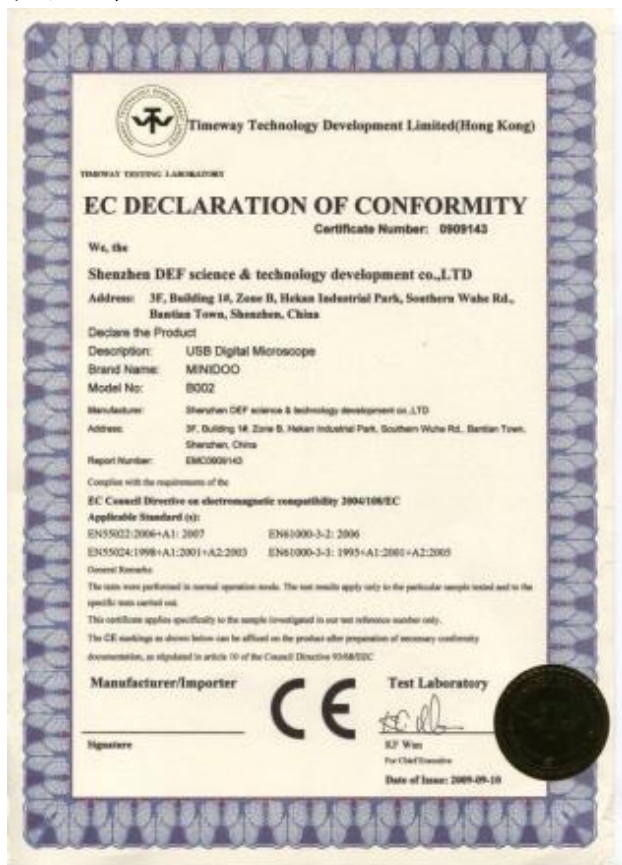 Timeway Technology Development Limited(Hong Kong)
TIMEWAY TESTING LABORATORY
EC DECLARATION OF CONFORMITY
Certificate Number: 0909143
We, the
Shenzhen DEF science & technology development co.,LTD
Address: 3F, Building 1#, Zone B, Hekan Industrial Park, Southern Wuhe Rd.,
Bantian Town, Shenzhen, China
Declare the Product
Description: USB Digital Microscope
Brand Name: MINIDOO
Model No: B002
Manufacturer: Shenzhen DEF science & technology development co.,LTD
Address: 3F, Building 1#, Zone B, Hekan Industrial Park, Southern Wuhe Rd., Bantian Town,
Shenzhen, China
Report Number: EMC0909143
Complies with the requirements of the
EC Council Directive on electromagnetic compatibility 2004/108/EC
Applicable Standard (s):
EN55022:2006+A1: 2007 EN61000-3-2: 2006
EN55024:1998+A1:2001+A2:2003 EN61000-3-3: 1995+A1:2001+A2:2005
General Remarks
The tests were performed in normal operation mode. The test results apply only to the particular sample tested and to the
specific tests carried out.
This certificate applies specifically to the sample investigated in our test reference number only.
The CE markings as shown below can be affixed on the product after preparation of necessary conformity
documentation, as stipulated in article 10 of the Council Directive 93/68/EEC
Manufacturer/Importer Test Laboratory
CE
Signature KF Wan
For Chief Executive
Date of Issue: 2009-09-10